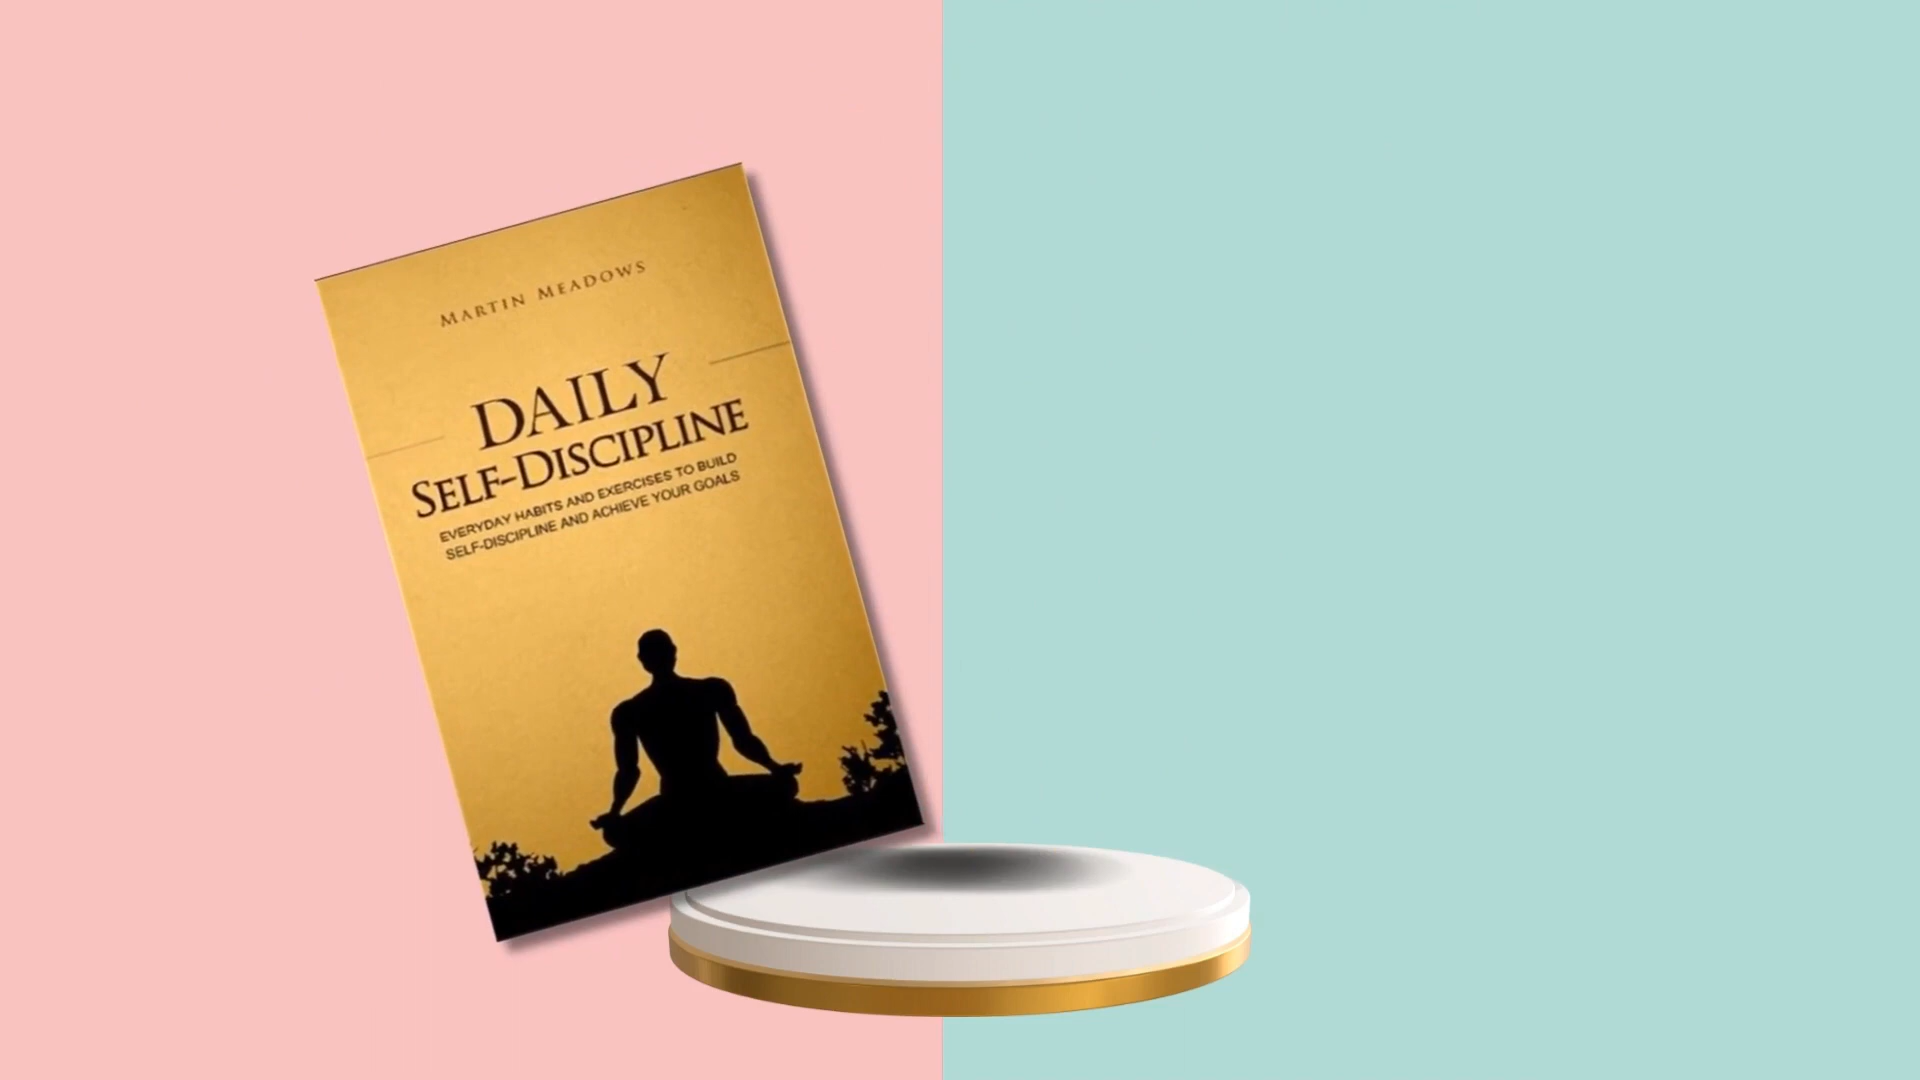 MARTIN MEADOWS
DAILY
SELF-DISCIPLINE
EVERYDAY HABITS AND EXERCISES TO BUILD
SELF-DISCIPLINE AND ACHIEVE YOUR GOALS